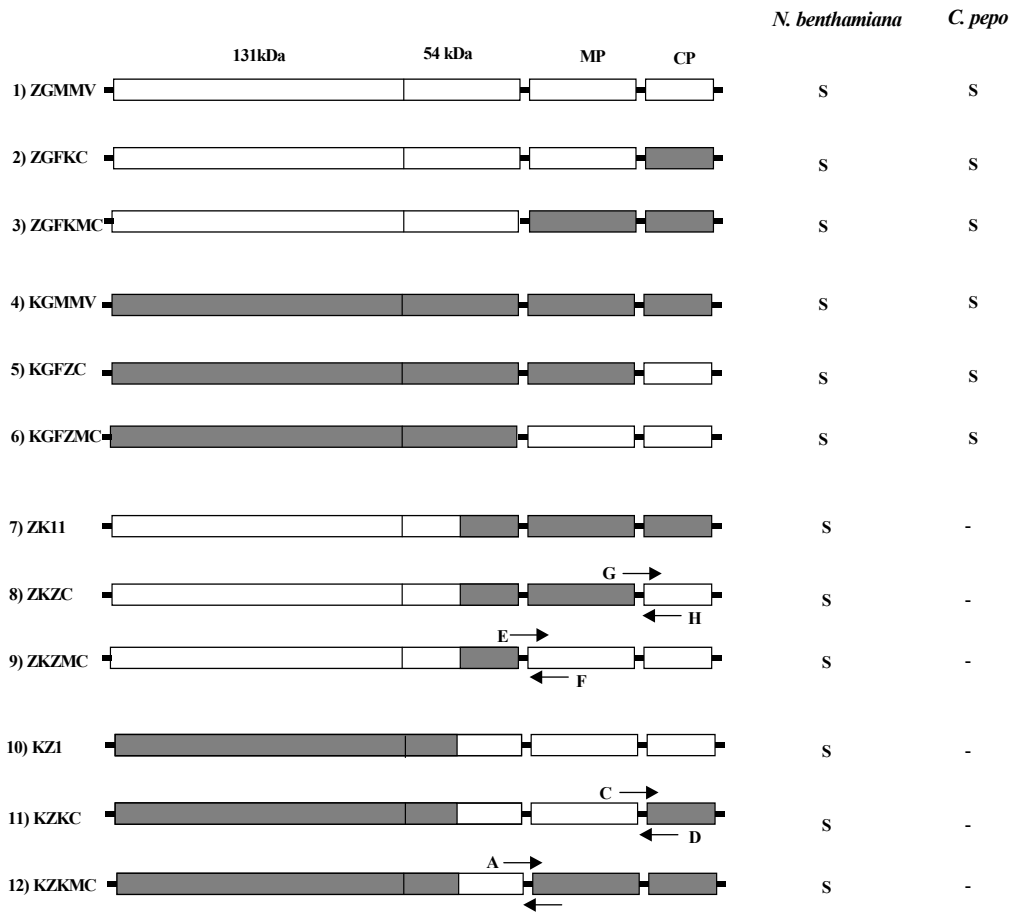 N. benthamiana C. pepo
131kDa 54 kDa MP CP
1) ZGMMV S S
2) ZGFKC S S
3) ZGFKMC S S
4) KGMMV S S
5) KGFZC S S
6) KGFZMC S S
7) ZK11 S -
G
8) ZKZC S -
H
E
9) ZKZMC S -
F
10) KZ1 S -
C
11) KZKC S -
D
A
12) KZKMC S -